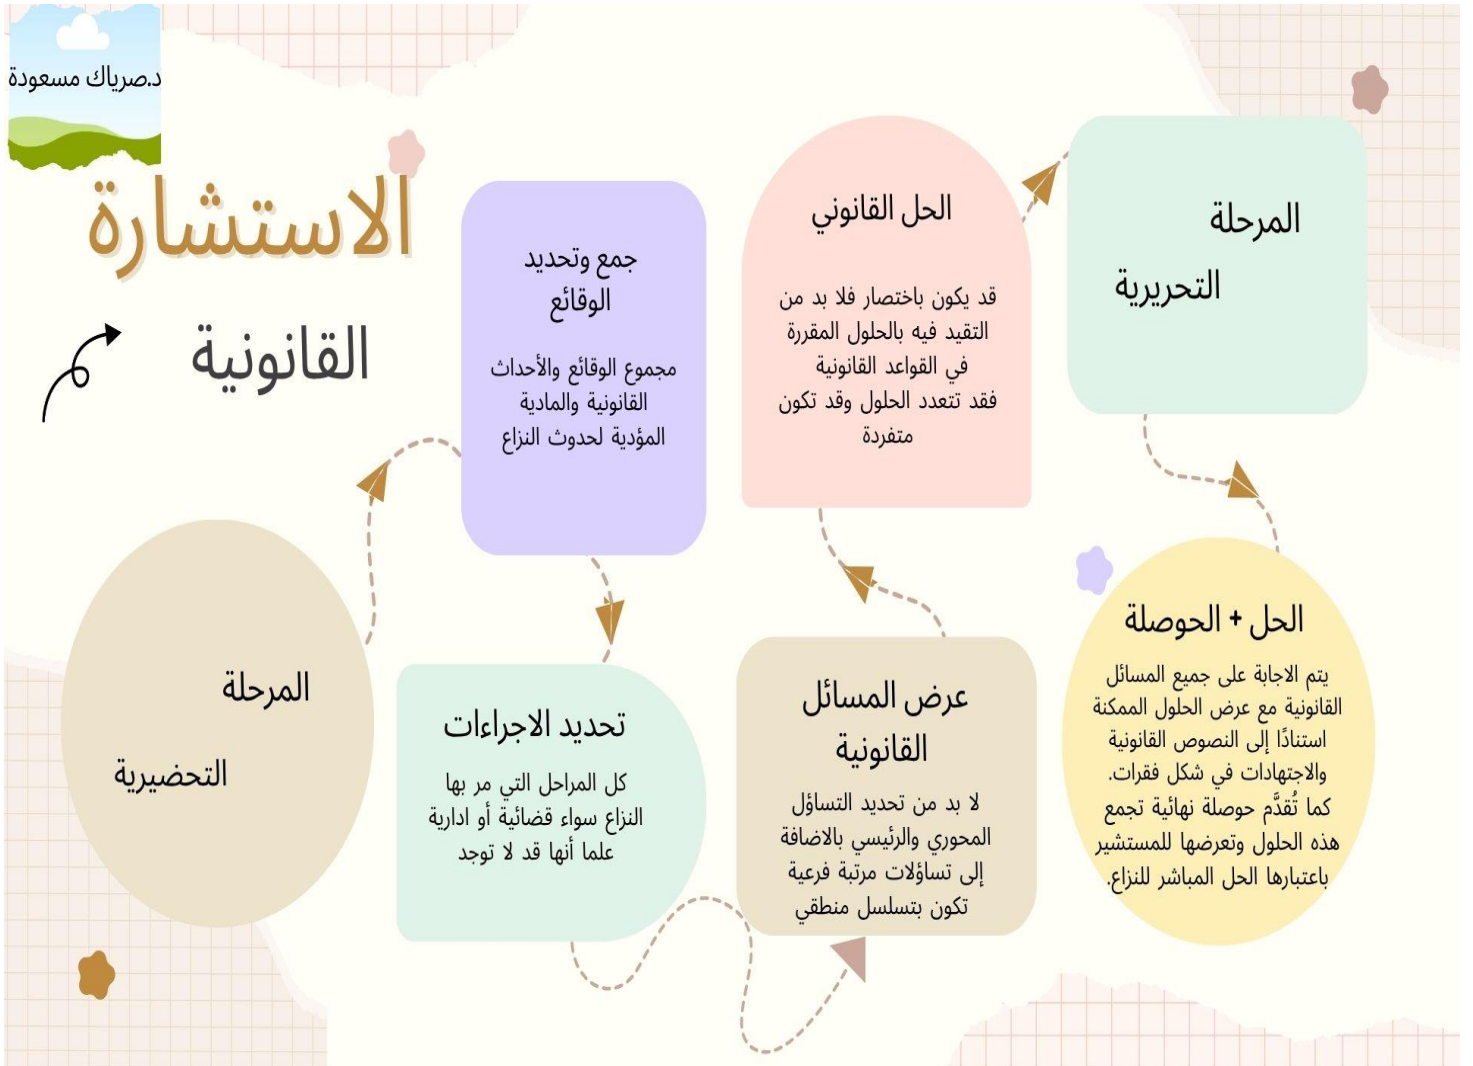 د.صرياك مسعودة
الاستشارة
القانونية
المرحلة
التحضيرية
جمع وتحديد
الوقائع
مجموع الوقائع والأحداث
القانونية والمادية
المؤدية لحدوث النزاع
تحديد الاجراءات
كل المراحل التي مر بها
النزاع سواء قضائية أو ادارية
علما أنها قد لا توجد
عرض المسائل
القانونية
لا بد من تحديد التساؤل
المحوري والرئيسي بالاضافة
إلى تساؤلات مرتبة فرعية
تكون بتسلسل منطقي
الحل القانوني
قد يكون باختصار فلا بد من
التقيد فيه بالحلول المقررة
في القواعد القانونية
فقد تتعدد الحلول وقد تكون
متفردة
المرحلة
التحريرية
الحل + الحوصلة
يتم الاجابة على جميع المسائل
القانونية مع عرض الحلول الممكنة
استنادًا إلى النصوص القانونية
والاجتهادات في شكل فقرات.
كما تُقدَّم حوصلة نهائية تجمع
هذه الحلول وتعرضها للمستشير
باعتبارها الحل المباشر للنزاع.